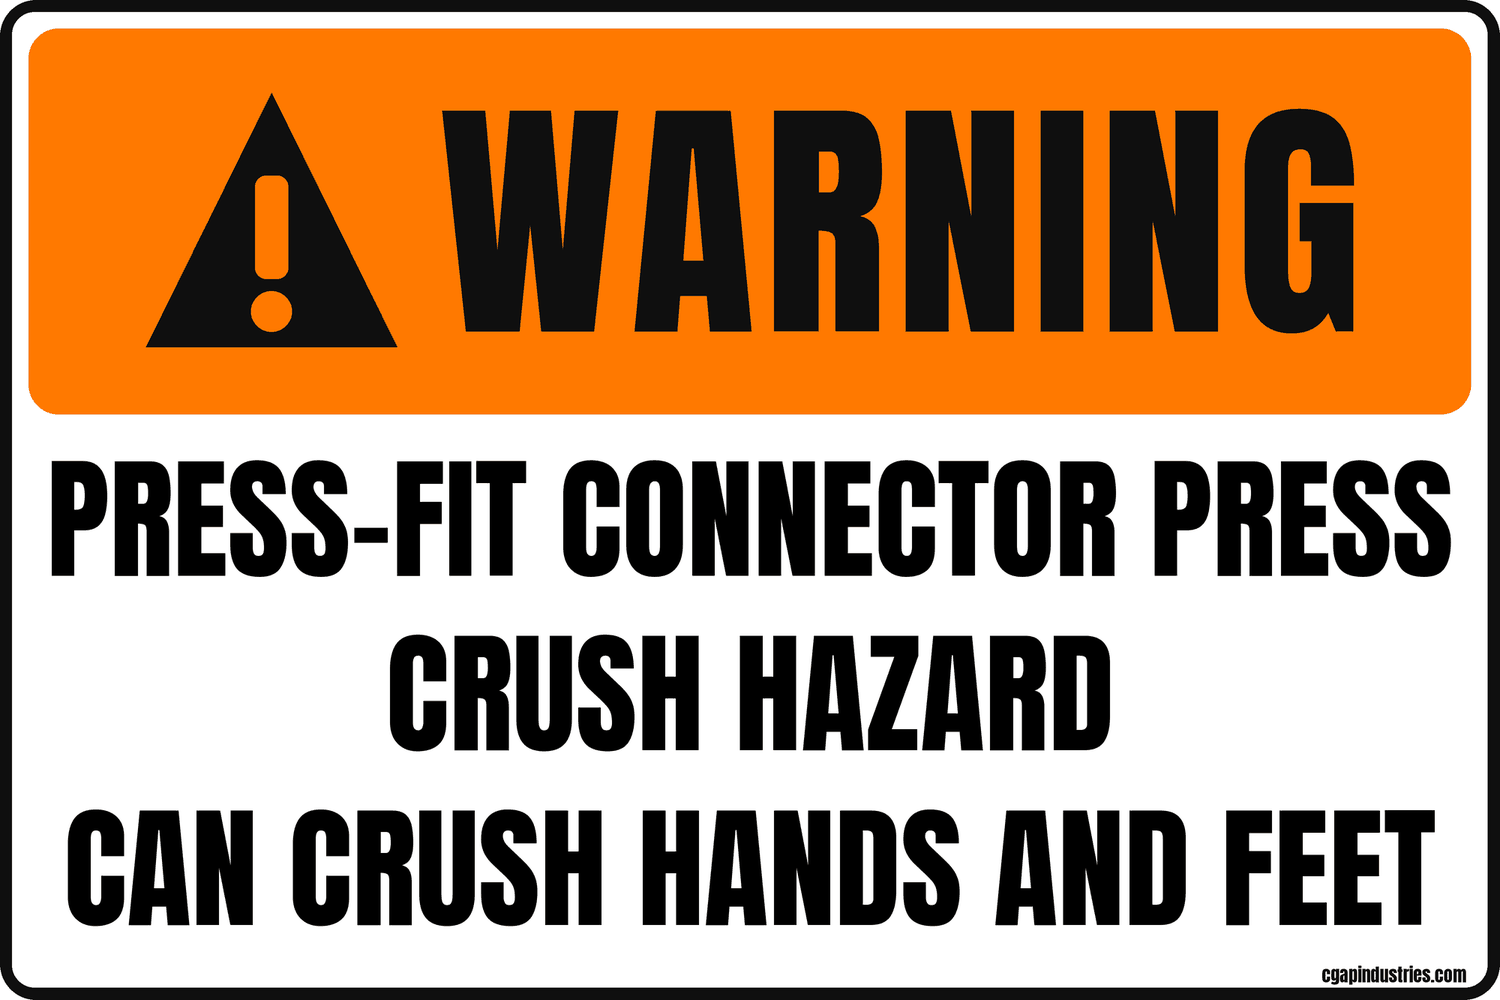 WARNING
PRESS-FIT CONNECTOR PRESS
CRUSH HAZARD
CAN CRUSH HANDS AND FEET
cgapindustries.com